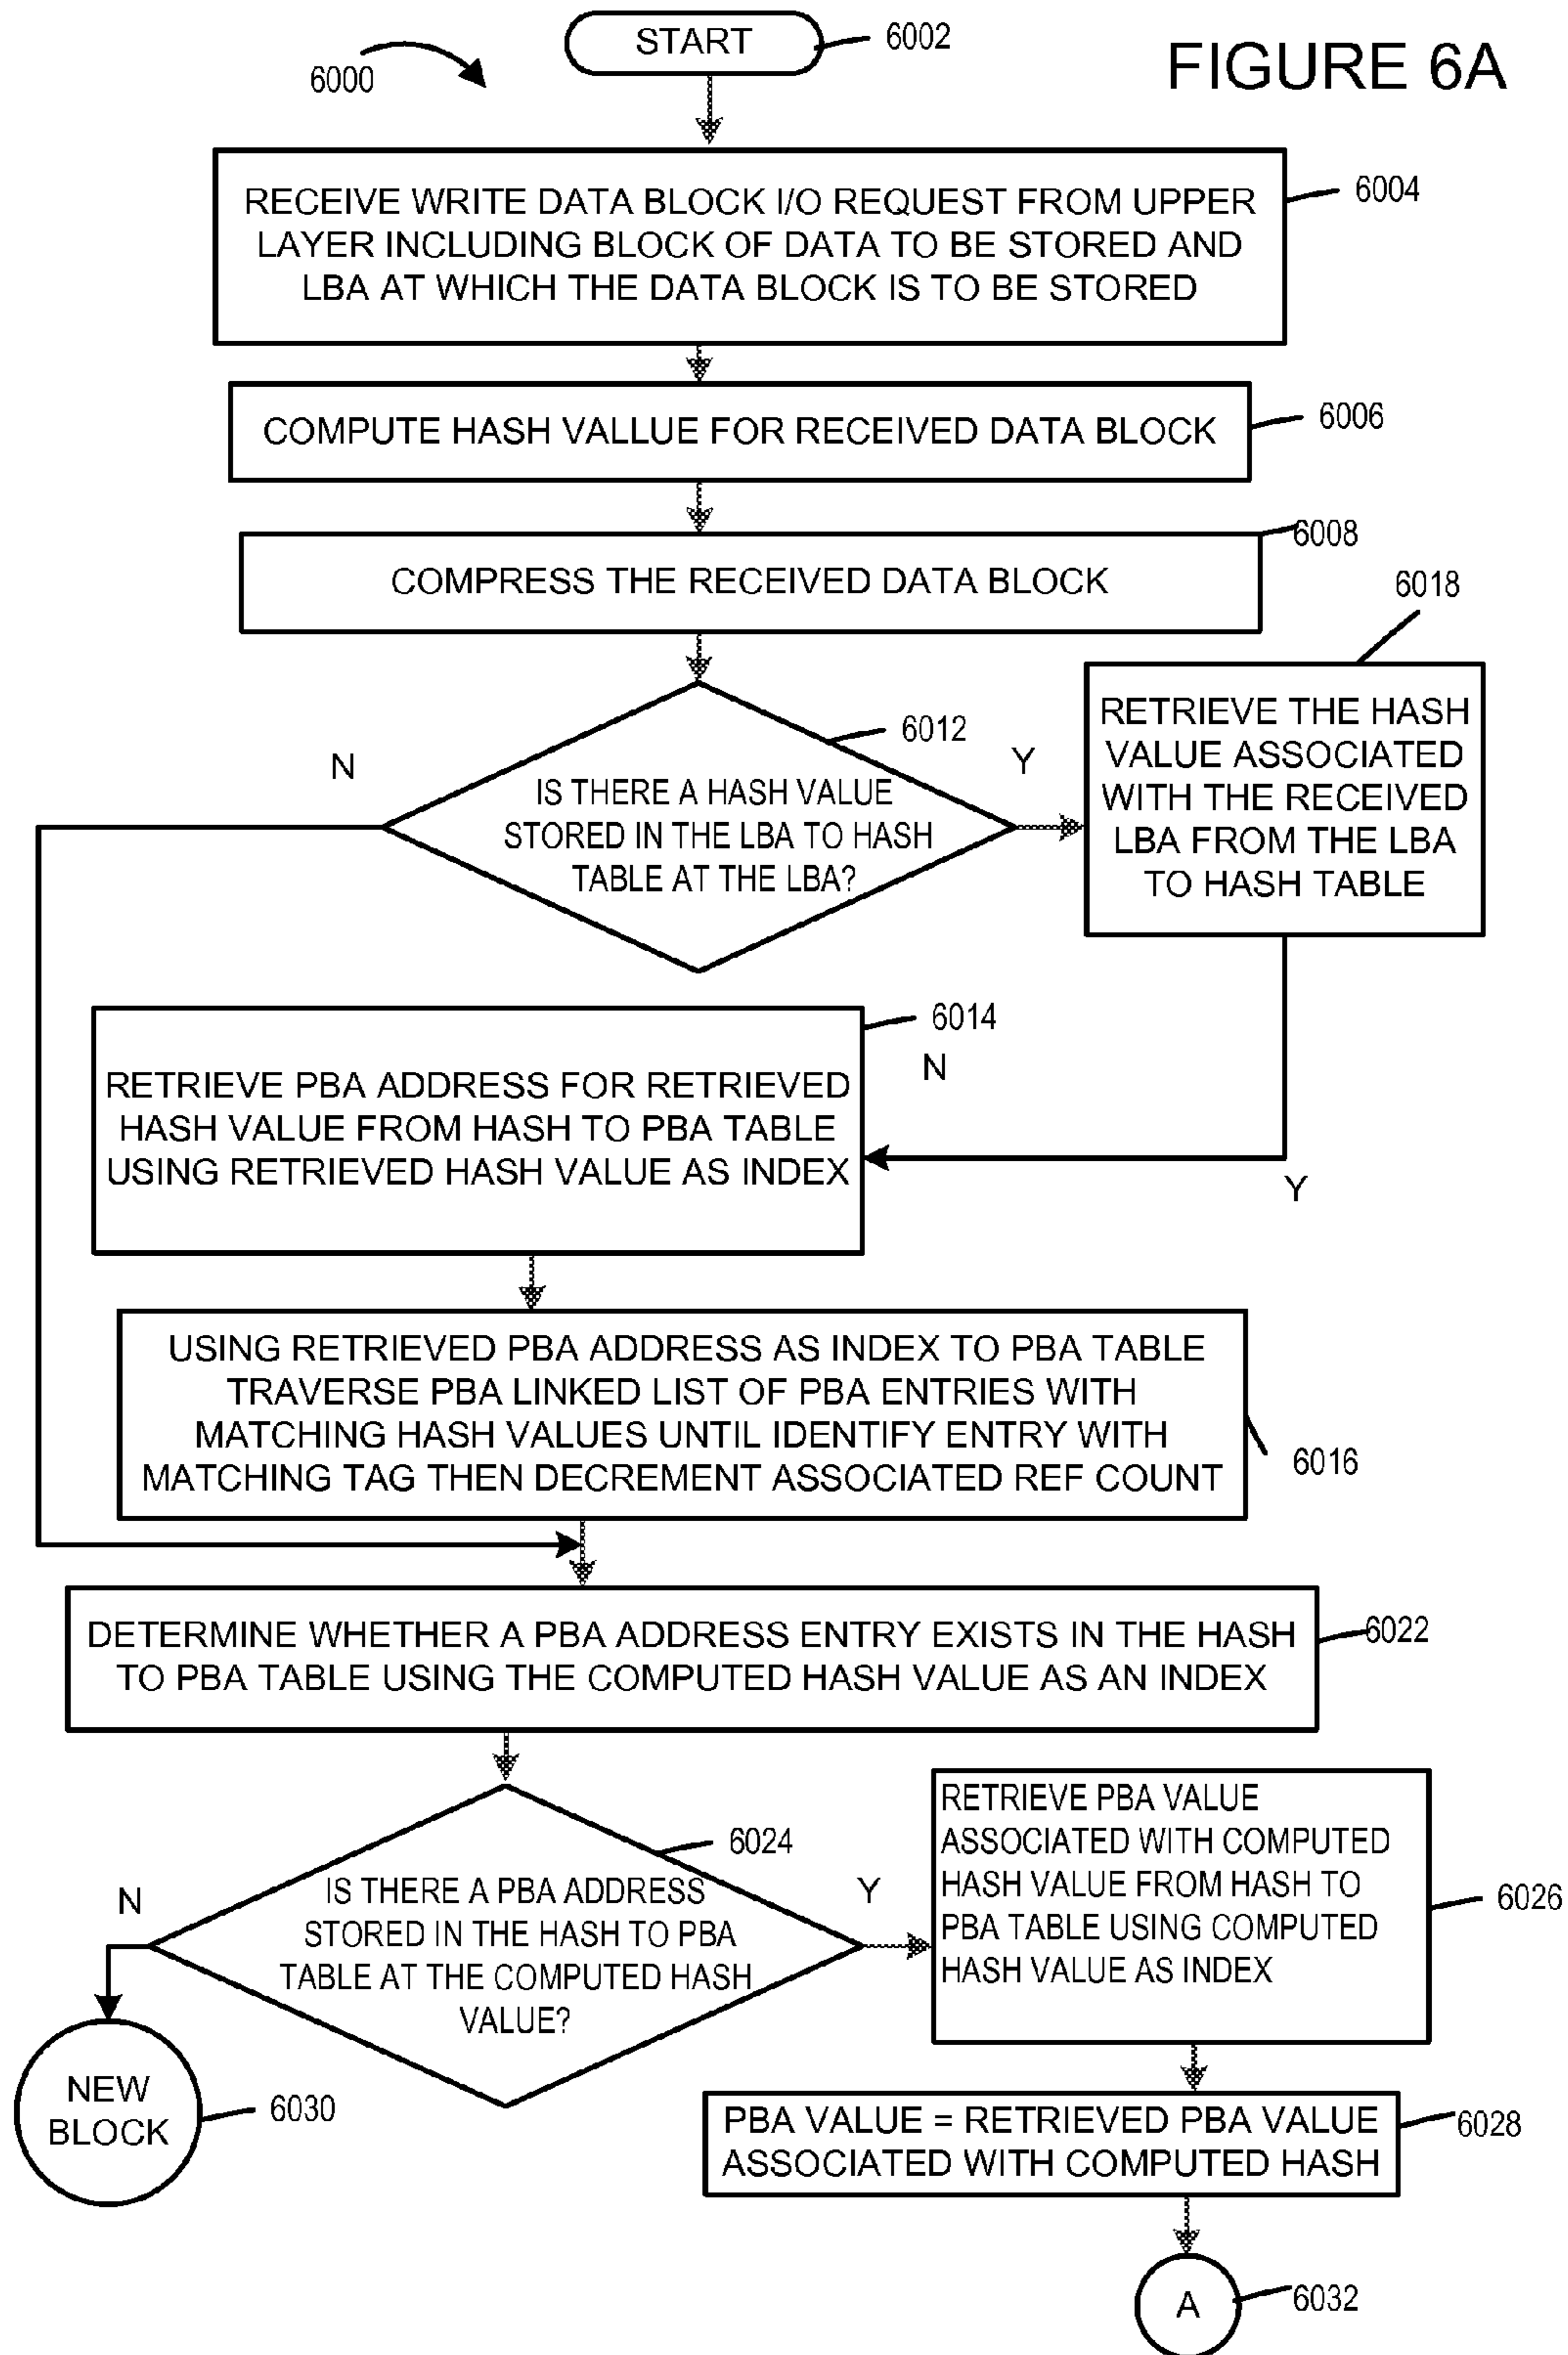 START
6002
FIGURE 6A
6000
RECEIVE WRITE DATA BLOCK I/O REQUEST FROM UPPER
LAYER INCLUDING BLOCK OF DATA TO BE STORED AND
LBA AT WHICH THE DATA BLOCK IS TO BE STORED
6004
COMPUTE HASH VALLUE FOR RECEIVED DATA BLOCK
6006
COMPRESS THE RECEIVED DATA BLOCK
6008
6018
RETRIEVE THE HASH
VALUE ASSOCIATED
WITH THE RECEIVED
LBA FROM THE LBA
TO HASH TABLE
6012
N
Y
IS THERE A HASH VALUE
STORED IN THE LBA TO HASH
TABLE AT THE LBA?
6014
N
RETRIEVE PBA ADDRESS FOR RETRIEVED
HASH VALUE FROM HASH TO PBA TABLE
USING RETRIEVED HASH VALUE AS INDEX
Y
USING RETRIEVED PBA ADDRESS AS INDEX TO PBA TABLE
TRAVERSE PBA LINKED LIST OF PBA ENTRIES WITH
MATCHING HASH VALUES UNTIL IDENTIFY ENTRY WITH
MATCHING TAG THEN DECREMENT ASSOCIATED REF COUNT
6016
DETERMINE WHETHER A PBA ADDRESS ENTRY EXISTS IN THE HASH
TO PBA TABLE USING THE COMPUTED HASH VALUE AS AN INDEX
6022
6024
N
Y
IS THERE A PBA ADDRESS
STORED IN THE HASH TO PBA
TABLE AT THE COMPUTED HASH
VALUE?
RETRIEVE PBA VALUE
ASSOCIATED WITH COMPUTED
HASH VALUE FROM HASH TO
PBA TABLE USING COMPUTED
HASH VALUE AS INDEX
6026
NEW
BLOCK
6030
PBA VALUE = RETRIEVED PBA VALUE
ASSOCIATED WITH COMPUTED HASH
6028
A
6032